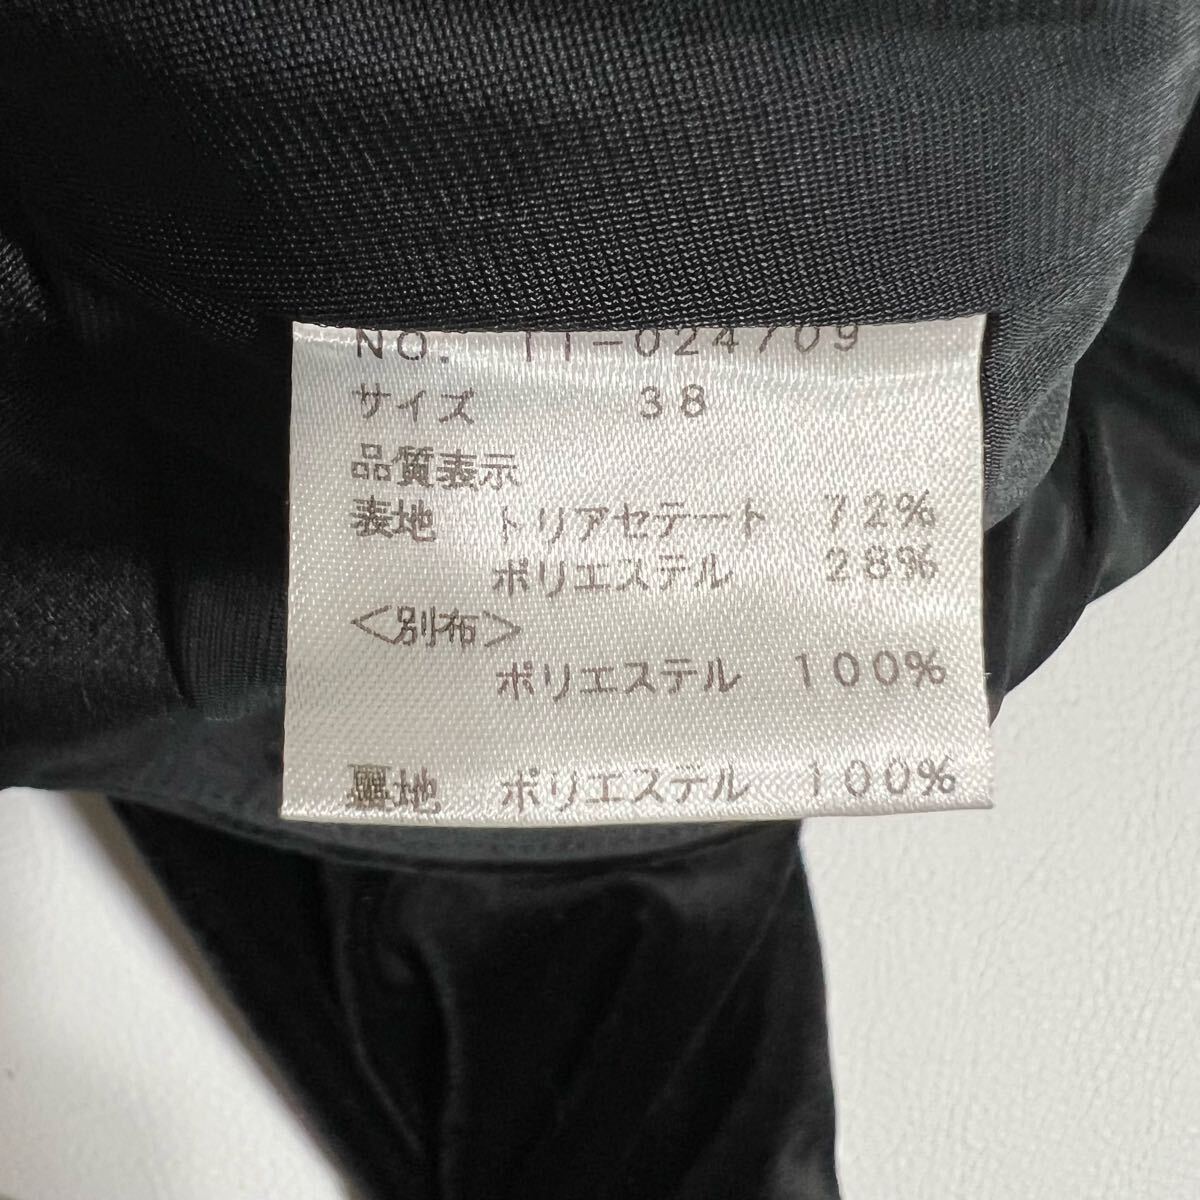 NO. 11-024709
サイズ 38
品質表示
表地 トリアセテート 72%
ポリエステル 28%
<別布>
ポリエステル 100%
裏地 ポリエステル 100%